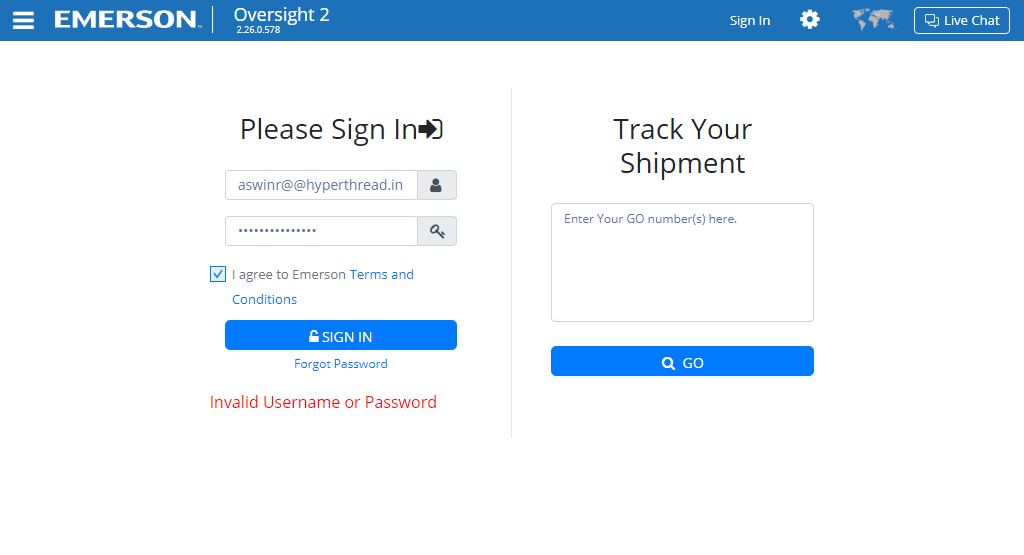 EMERSON
Oversight 2
2.26.0.578
Sign In
Live Chat
Please Sign In
aswinr@@hyperthread.in
•••••••••••••••
I agree to Emerson Terms and
Conditions
SIGN IN
Forgot Password
Invalid Username or Password
Track Your
Shipment
Enter Your GO number(s) here.
GO